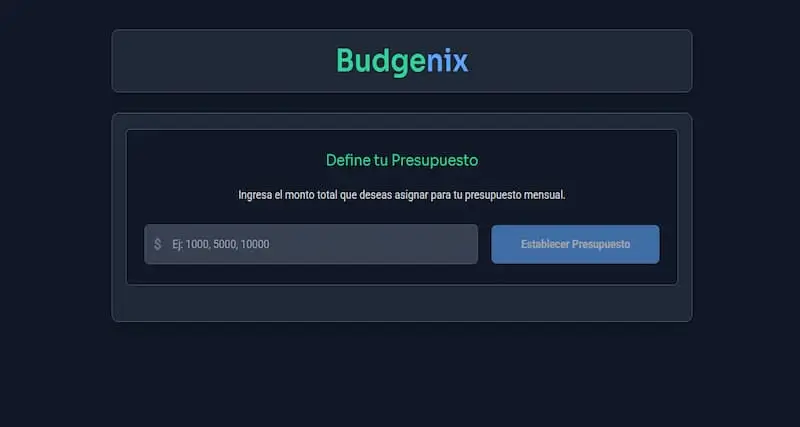 Budgenix
Define tu Presupuesto
Ingresa el monto total que deseas asignar para tu presupuesto mensual.
$ Ej: 1000, 5000, 10000
Establecer Presupuesto